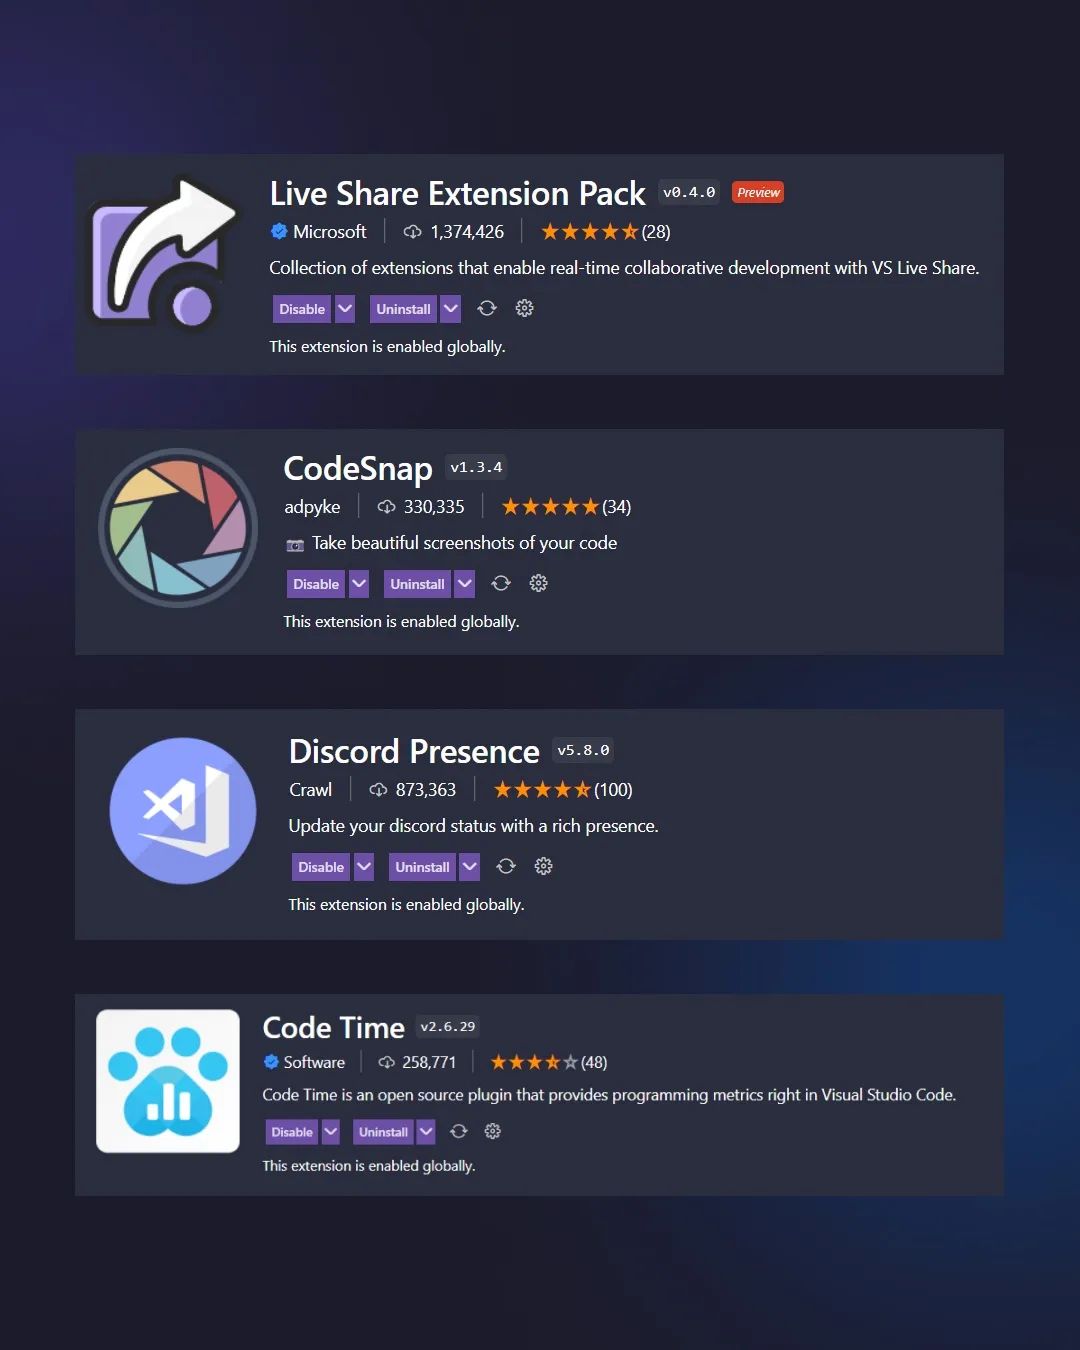 Live Share Extension Pack v0.4.0 Preview
Microsoft 1,374,426 (28)
Collection of extensions that enable real-time collaborative development with VS Live Share.
Disable Uninstall
This extension is enabled globally.
CodeSnap v1.3.4
adpyke 330,335 (34)
📷 Take beautiful screenshots of your code
Disable Uninstall
This extension is enabled globally.
Discord Presence v5.8.0
Crawl 873,363 (100)
Update your discord status with a rich presence.
Disable Uninstall
This extension is enabled globally.
Code Time v2.6.29
Software 258,771 (48)
Code Time is an open source plugin that provides programming metrics right in Visual Studio Code.
Disable Uninstall
This extension is enabled globally.